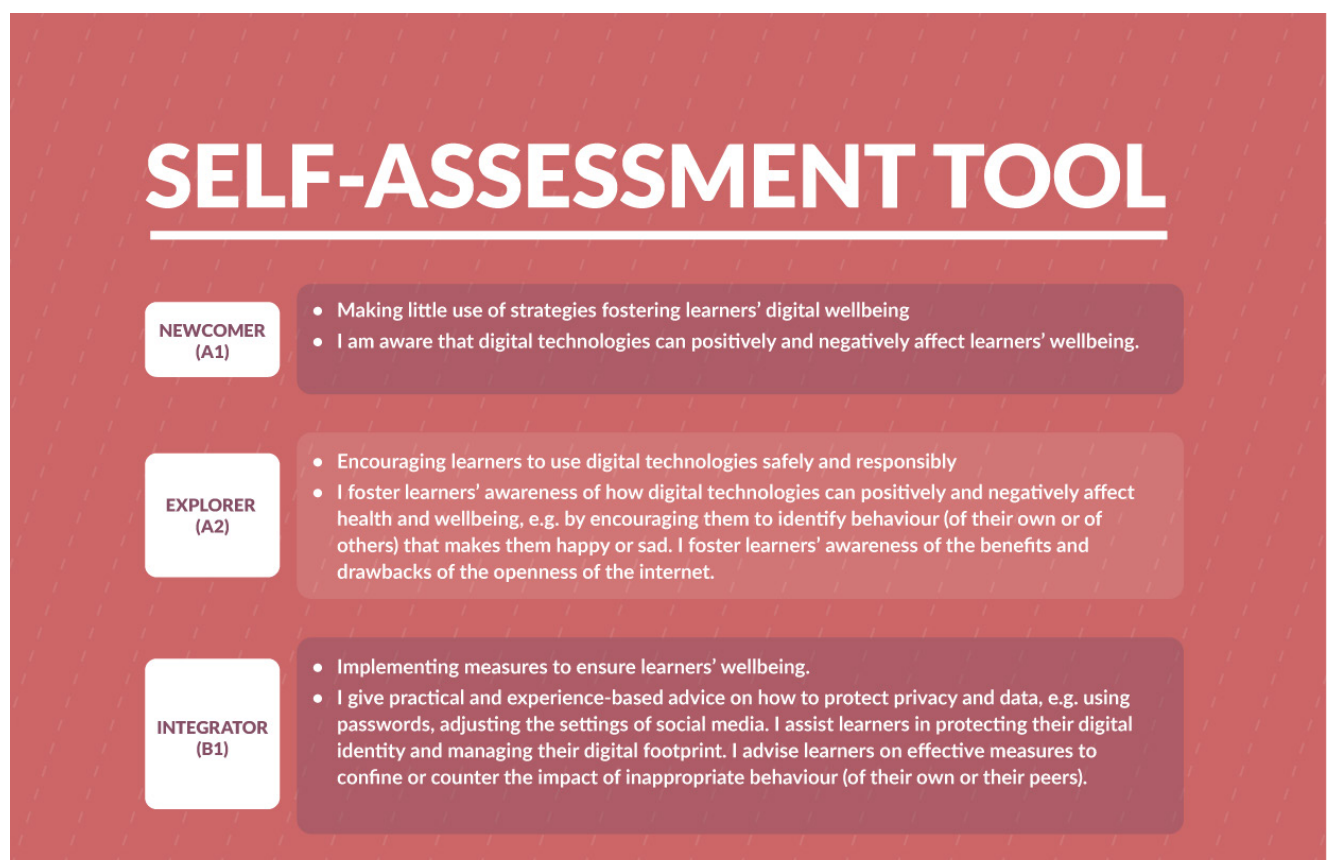 SELF-ASSESSMENT TOOL
NEWCOMER
(A1)
• Making little use of strategies fostering learners’ digital wellbeing
• I am aware that digital technologies can positively and negatively affect learners’ wellbeing.
EXPLORER
(A2)
• Encouraging learners to use digital technologies safely and responsibly
• I foster learners’ awareness of how digital technologies can positively and negatively affect
health and wellbeing, e.g. by encouraging them to identify behaviour (of their own or of
others) that makes them happy or sad. I foster learners’ awareness of the benefits and
drawbacks of the openness of the internet.
INTEGRATOR
(B1)
• Implementing measures to ensure learners’ wellbeing.
• I give practical and experience-based advice on how to protect privacy and data, e.g. using
passwords, adjusting the settings of social media. I assist learners in protecting their digital
identity and managing their digital footprint. I advise learners on effective measures to
confine or counter the impact of inappropriate behaviour (of their own or their peers).